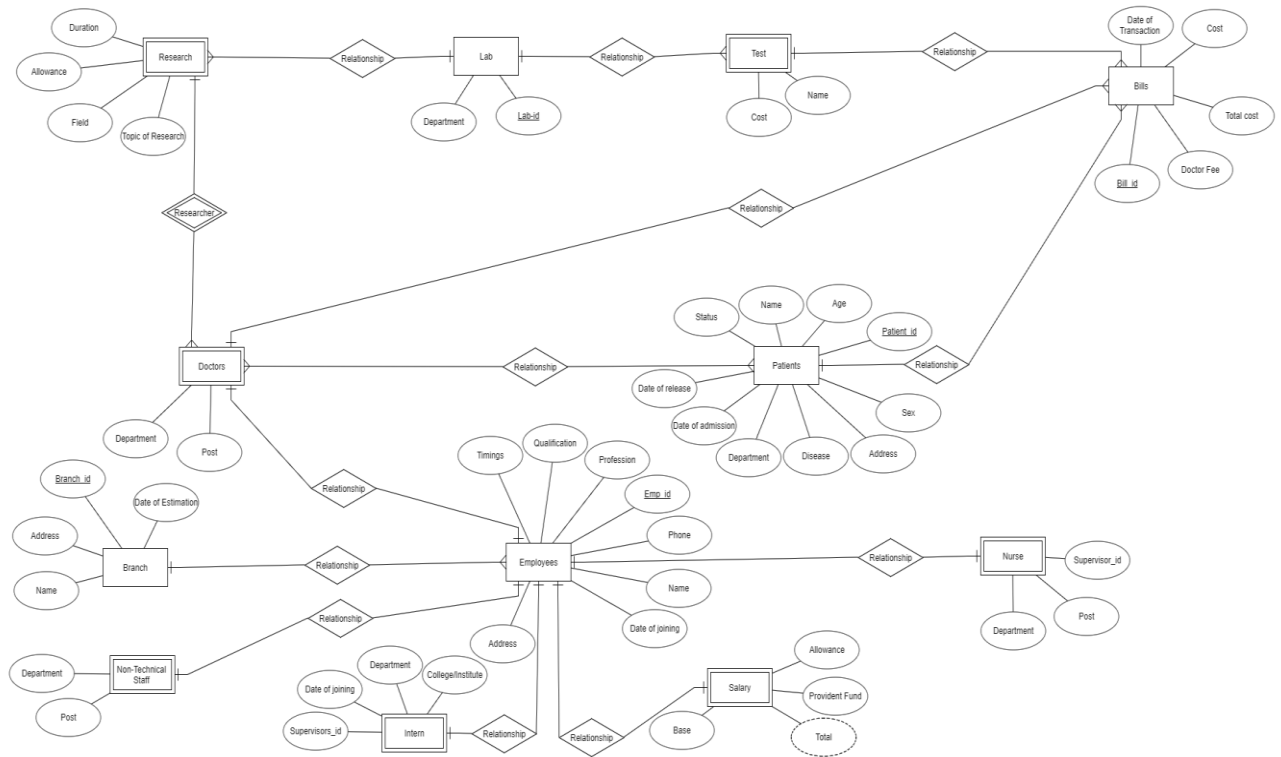 Duration
Research
Allowance
Field
Topic of Research
Relationship
Lab
Department
Lab-id
Relationship
Test
Cost
Name
Relationship
Date of
Transaction
Cost
Bills
Total cost
Doctor Fee
Bill_id
Researcher
Relationship
Doctors
Department
Post
Relationship
Status
Name
Age
Patient_id
Patients
Date of release
Date of admission
Department
Disease
Address
Sex
Relationship
Relationship
Branch_id
Date of Estimation
Address
Name
Branch
Relationship
Timings
Qualification
Profession
Emp_id
Phone
Employees
Name
Date of joining
Address
Relationship
Nurse
Supervisor_id
Post
Department
Relationship
Non-Technical
Staff
Department
Post
Department
College/Institute
Date of joining
Supervisors_id
Intern
Relationship
Relationship
Salary
Allowance
Provident Fund
Base
Total